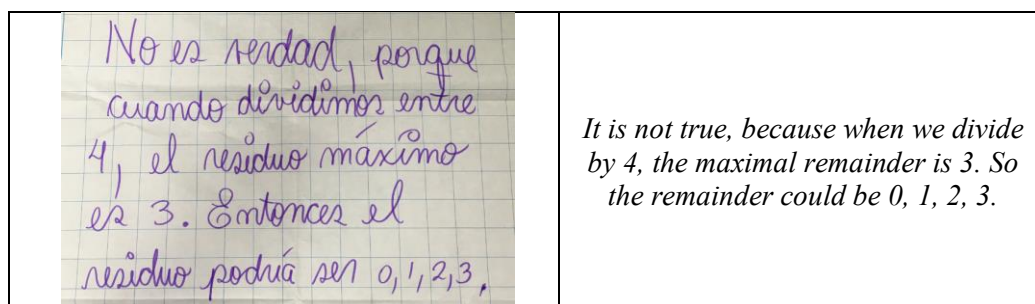 No es verdad, porque
cuando dividimos entre
4, el residuo máximo
es 3. Entonces el
residuo podría ser 0,1,2,3.
It is not true, because when we divide
by 4, the maximal remainder is 3. So
the remainder could be 0, 1, 2, 3.